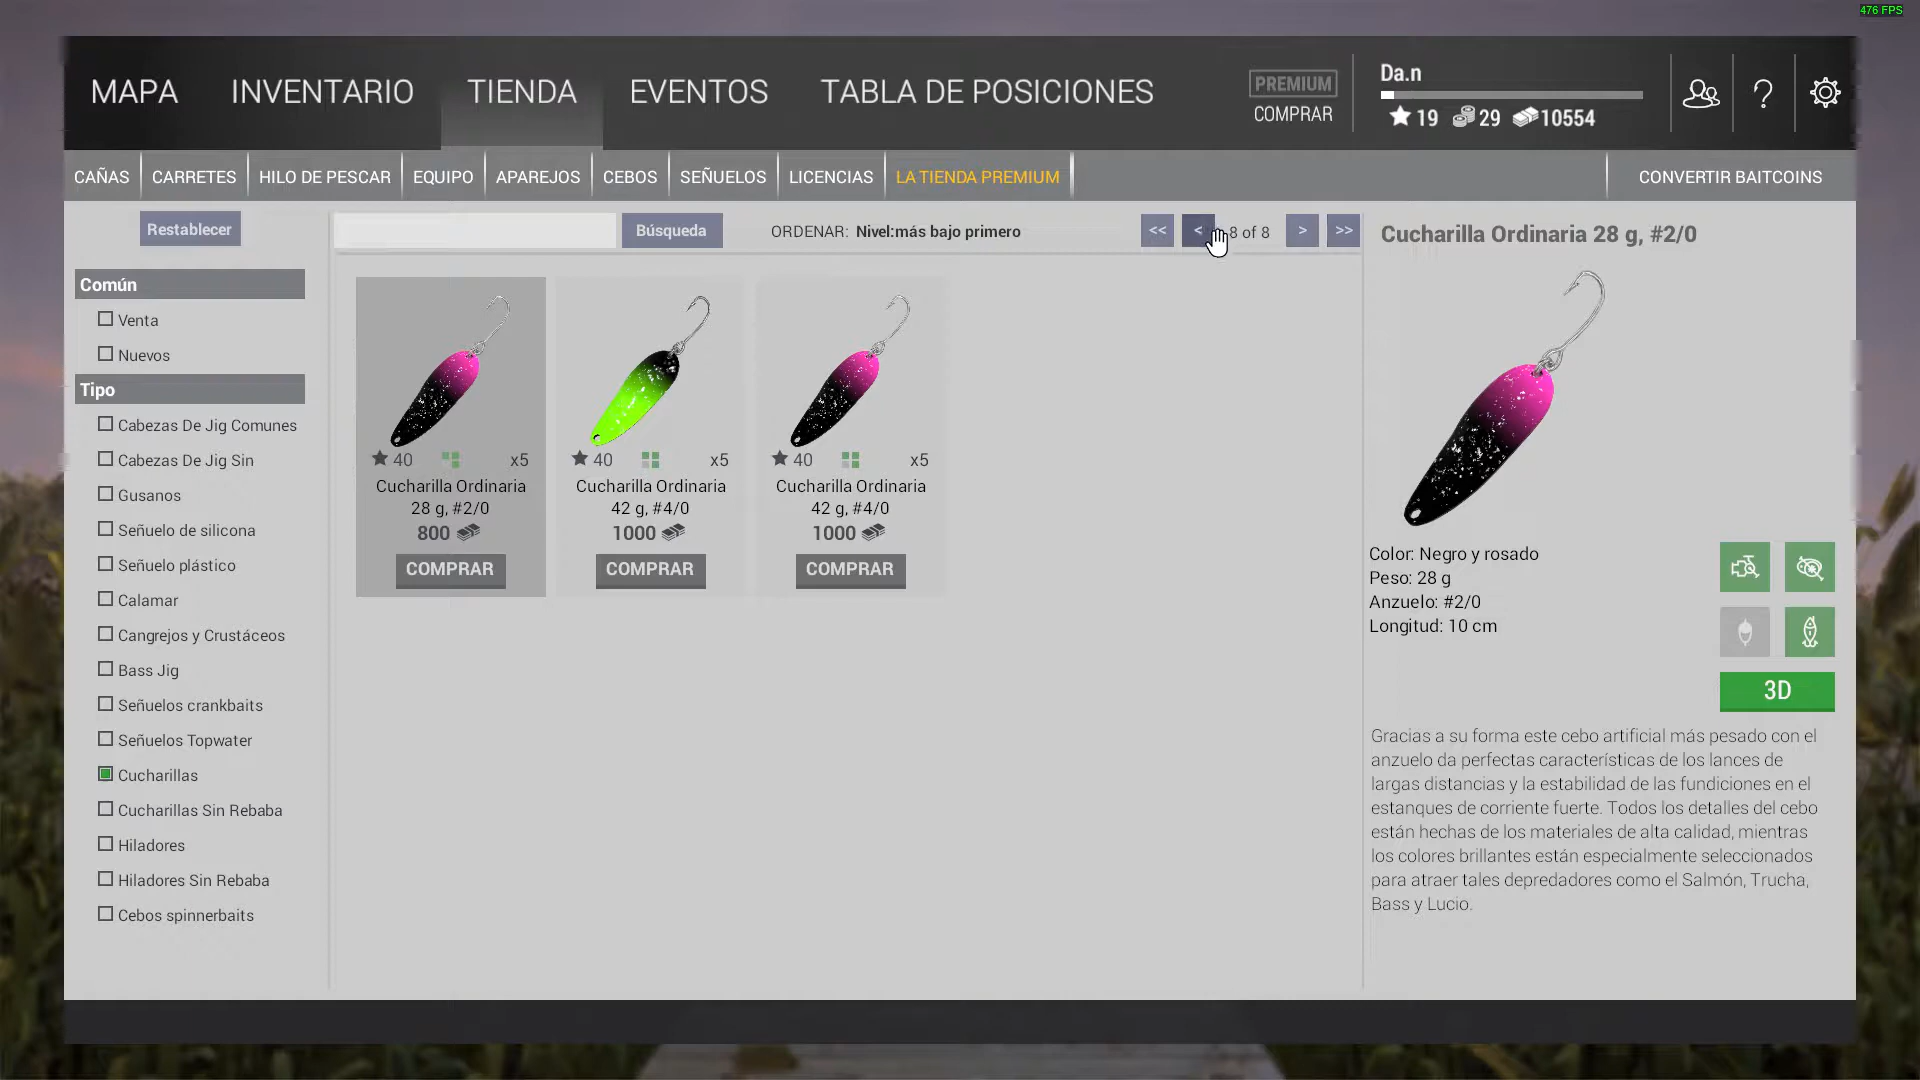 476 FPS
MAPA
INVENTARIO
TIENDA
EVENTOS
TABLA DE POSICIONES
PREMIUM
COMPRAR
Da.n
19
29
10554
CAÑAS
CARRETES
HILO DE PESCAR
EQUIPO
APAREJOS
CEBOS
SEÑUELOS
LICENCIAS
LA TIENDA PREMIUM
CONVERTIR BAITCOINS
Restablecer
Búsqueda
ORDENAR: Nivel:más bajo primero
<< < 8 of 8 > >>
Común
Venta
Nuevos
Tipo
Cabezas De Jig Comunes
Cabezas De Jig Sin
Gusanos
Señuelo de silicona
Señuelo plástico
Calamar
Cangrejos y Crustáceos
Bass Jig
Señuelos crankbaits
Señuelos Topwater
Cucharillas
Cucharillas Sin Rebaba
Hiladores
Hiladores Sin Rebaba
Cebos spinnerbaits
40 x5
Cucharilla Ordinaria
28 g, #2/0
800
COMPRAR
40 x5
Cucharilla Ordinaria
42 g, #4/0
1000
COMPRAR
40 x5
Cucharilla Ordinaria
42 g, #4/0
1000
COMPRAR
Cucharilla Ordinaria 28 g, #2/0
Color: Negro y rosado
Peso: 28 g
Anzuelo: #2/0
Longitud: 10 cm
3D
Gracias a su forma este cebo artificial más pesado con el
anzuelo da perfectas características de los lances de
largas distancias y la estabilidad de las fundiciones en el
estanques de corriente fuerte. Todos los detalles del cebo
están hechas de los materiales de alta calidad, mientras
los colores brillantes están especialmente seleccionados
para atraer tales depredadores como el Salmón, Trucha,
Bass y Lucio.